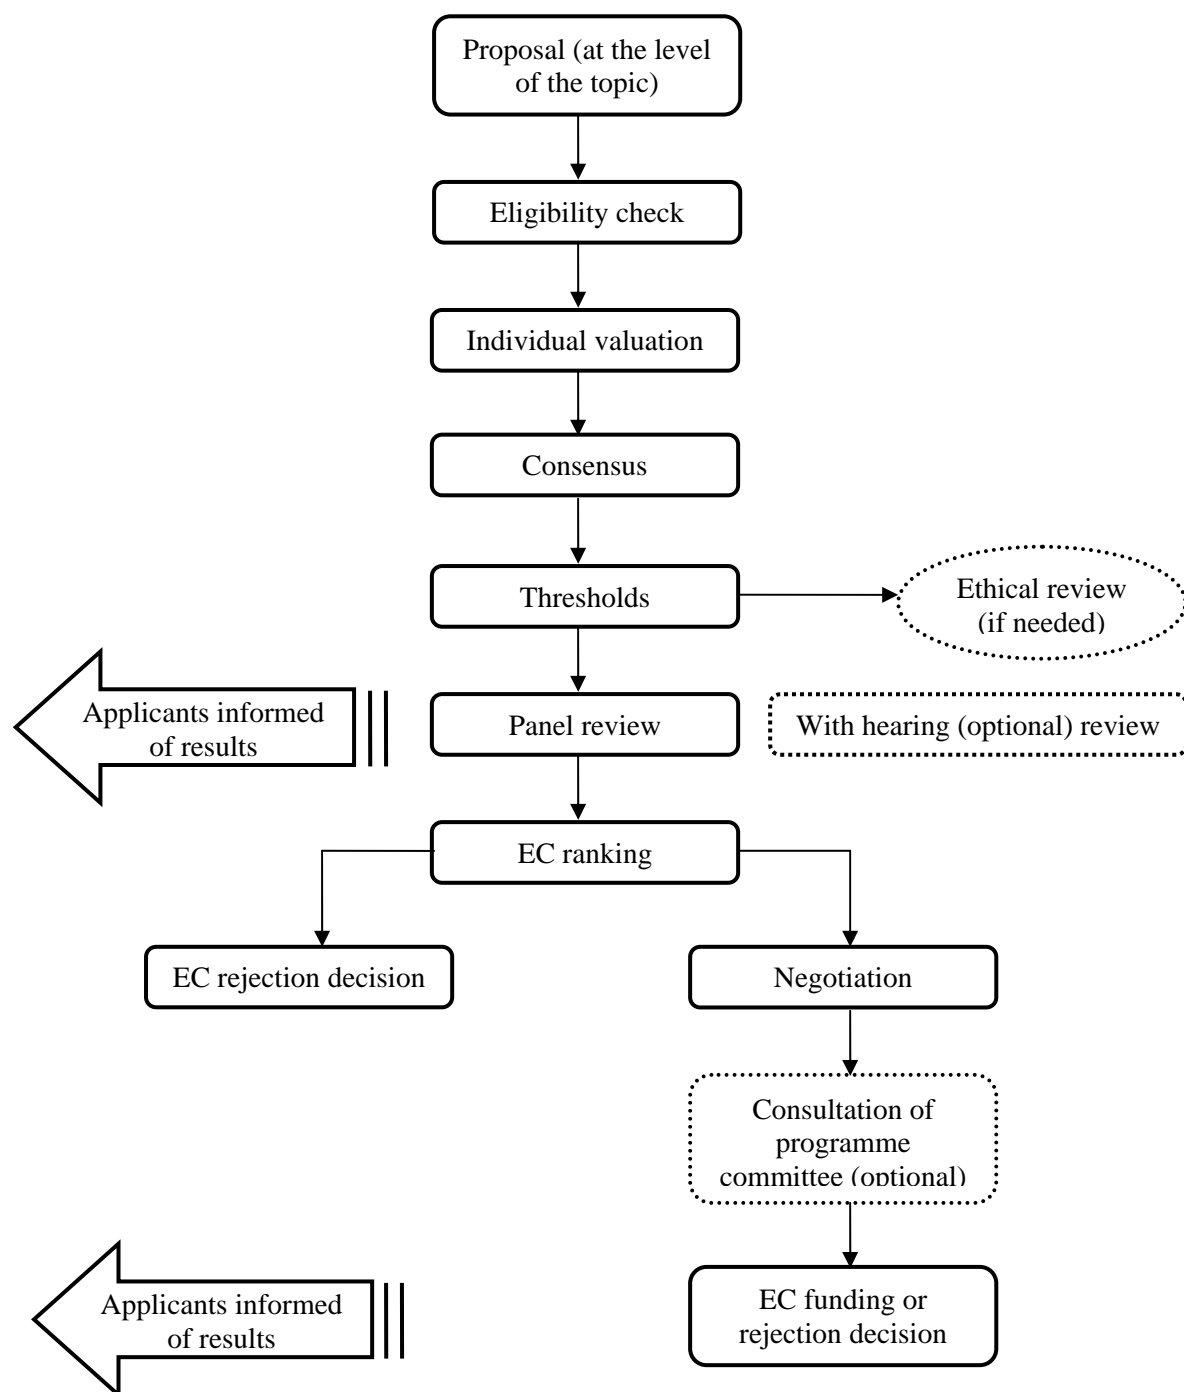 Proposal (at the level
of the topic)
Eligibility check
Individual valuation
Consensus
Thresholds
Ethical review
(if needed)
Applicants informed
of results
Panel review
With hearing (optional) review
EC ranking
EC rejection decision
Negotiation
Consultation of
programme
committee (optional)
Applicants informed
of results
EC funding or
rejection decision